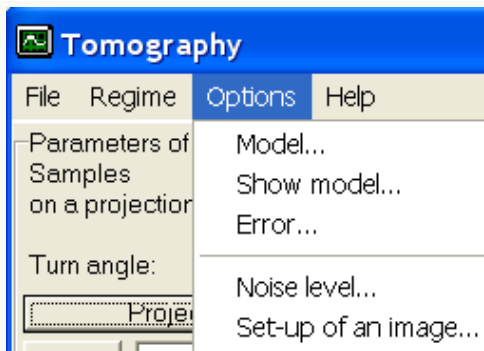 Tomography
File Regime Options Help
Parameters of
Samples
on a projection
Turn angle:
Model...
Show model...
Error...
Noise level...
Set-up of an image...